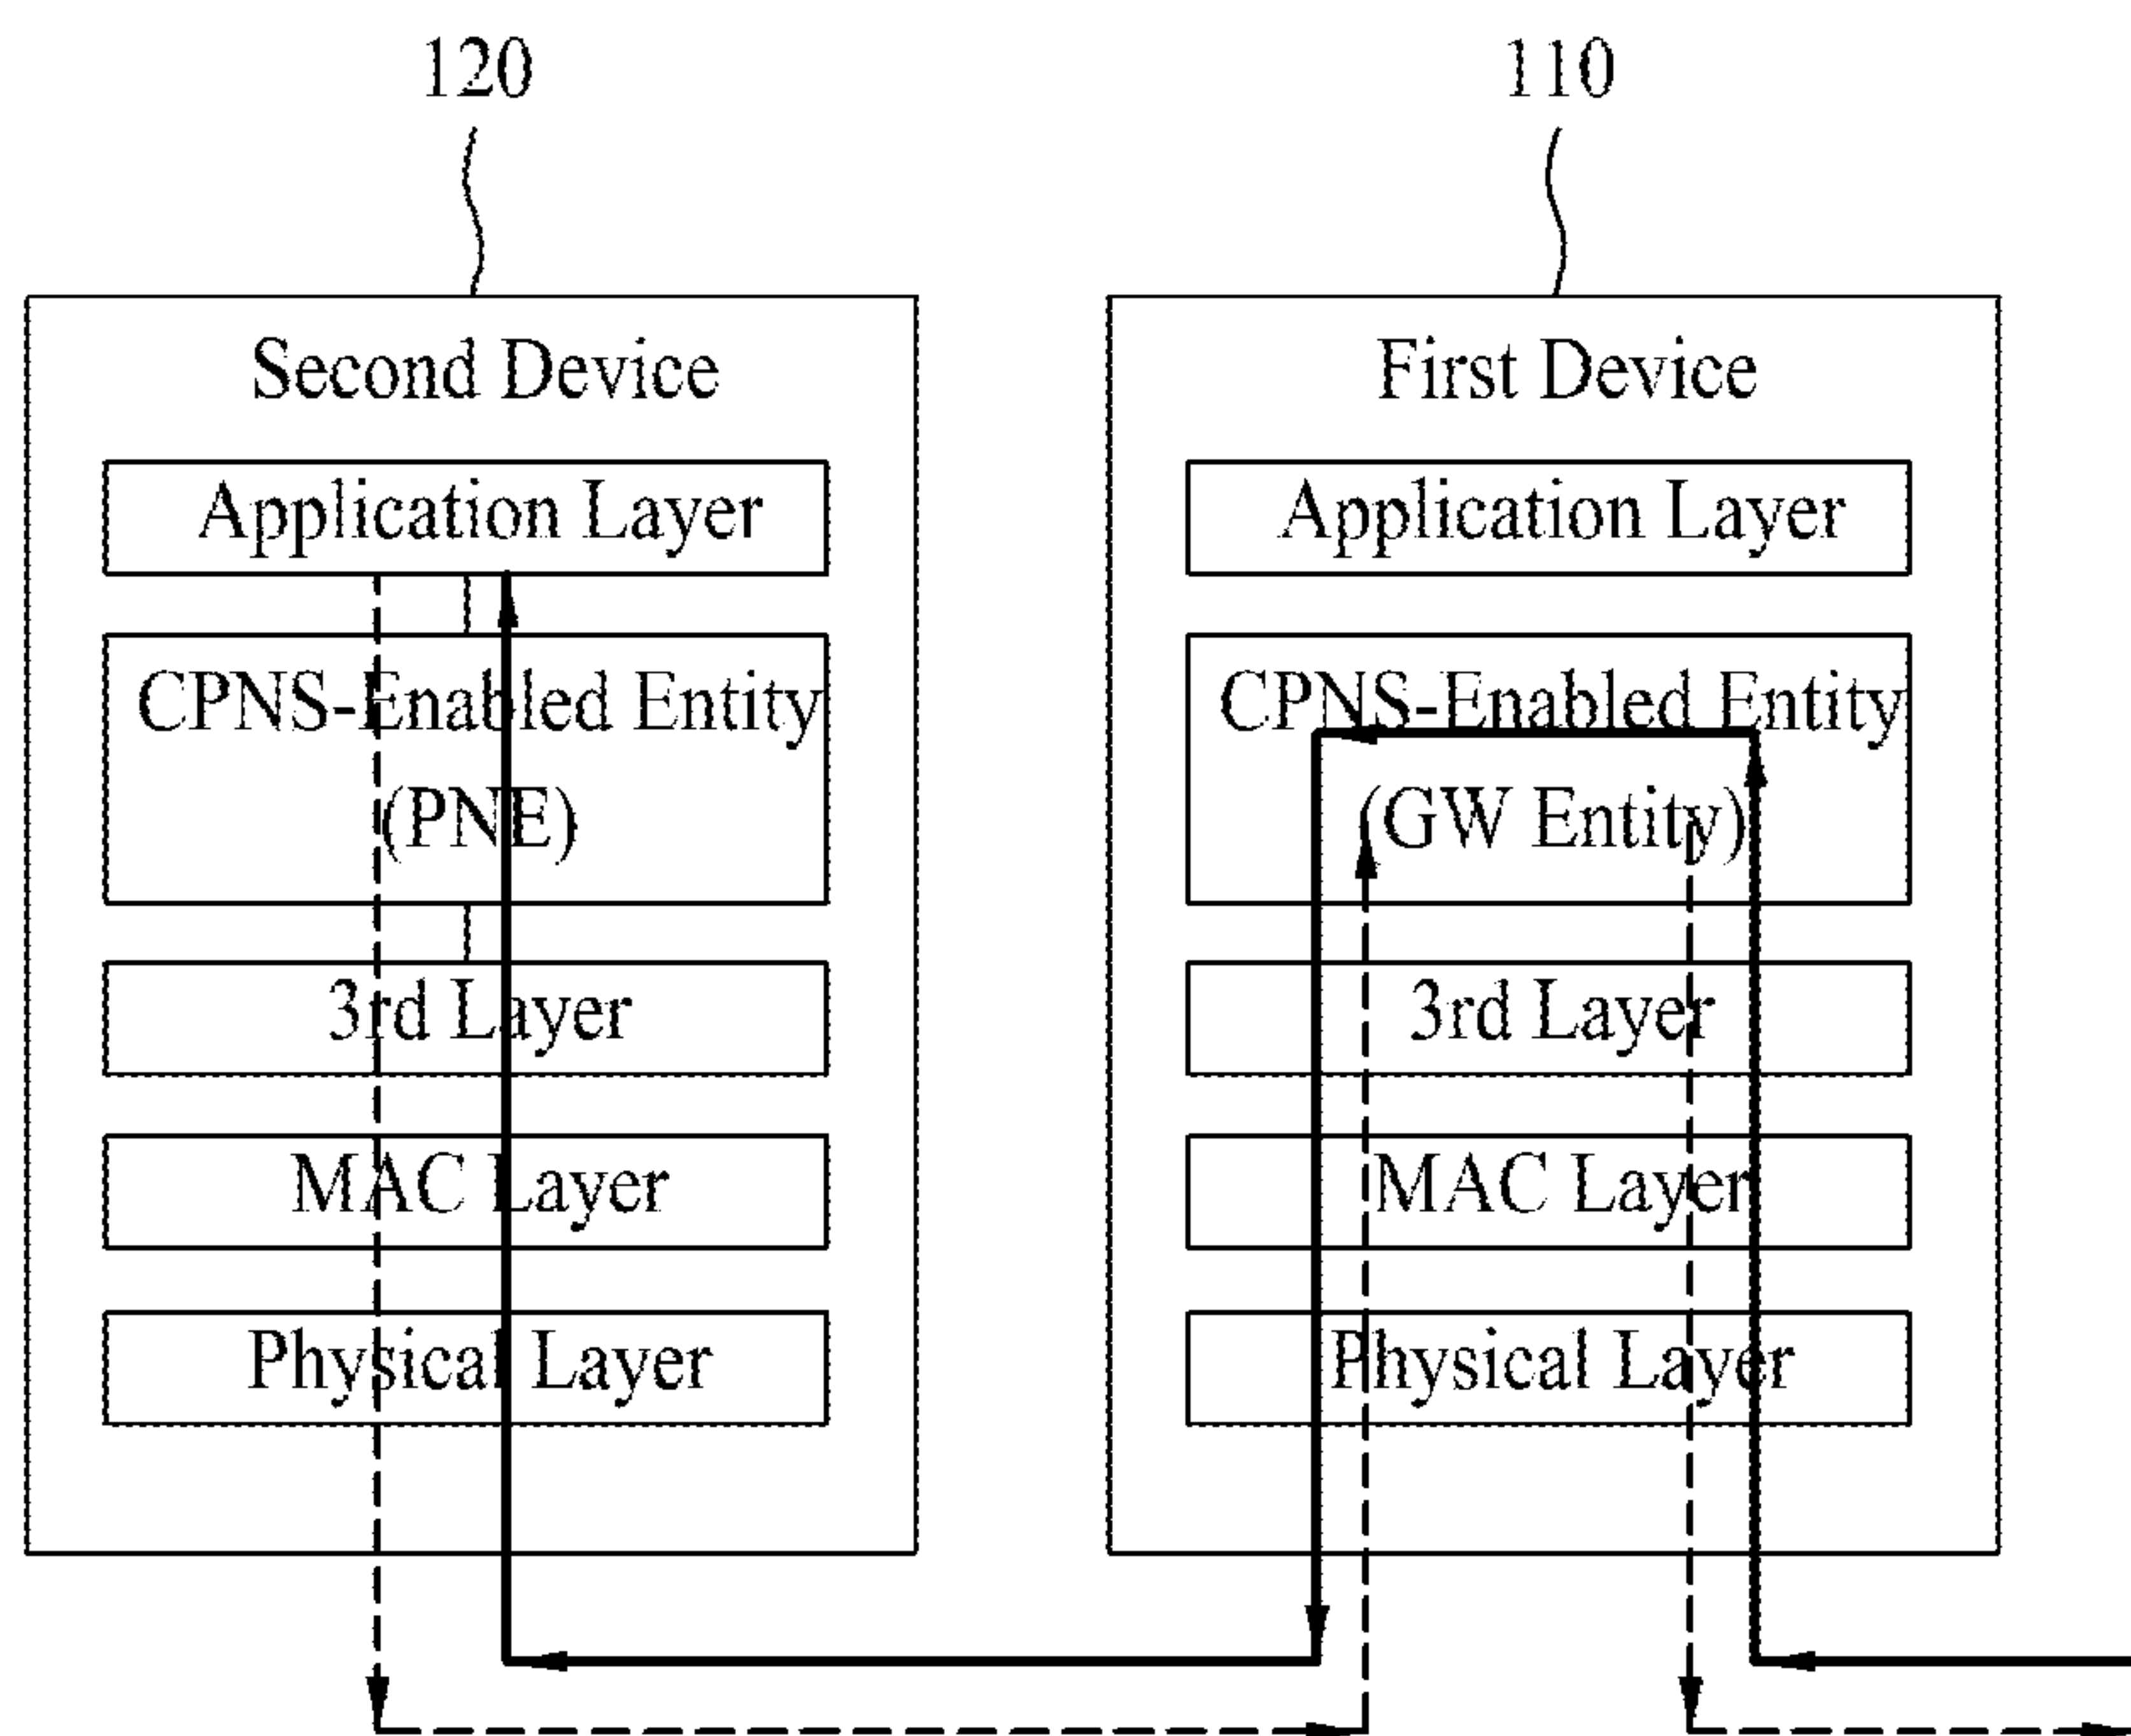 120
110
Second Device
Application Layer
CPNS-Enabled Entity
(PNE)
3rd Layer
MAC Layer
Physical Layer
First Device
Application Layer
CPNS-Enabled Entity
(GW Entity)
3rd Layer
MAC Layer
Physical Layer